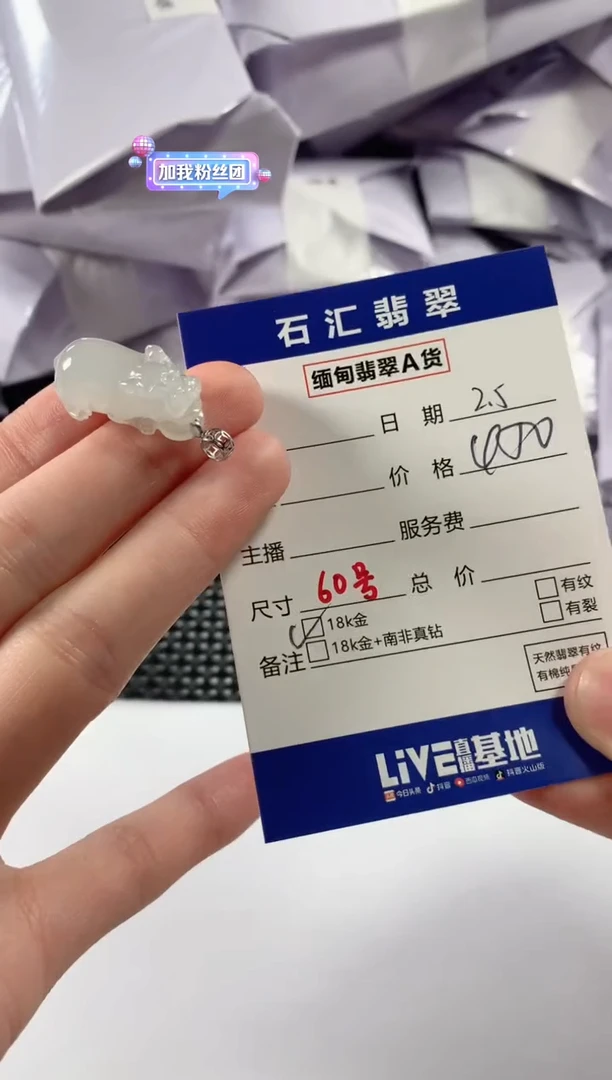 加我粉丝团
石汇翡翠
缅甸翡翠A货
日期 2.5
价格
主播 服务费
尺寸 60号 总价
备注 18k金 有纹
18k金+南非真钻 有裂
天然翡翠有纹
LiVE直播基地
今日头条 抖音 西瓜视频 抖音火山版